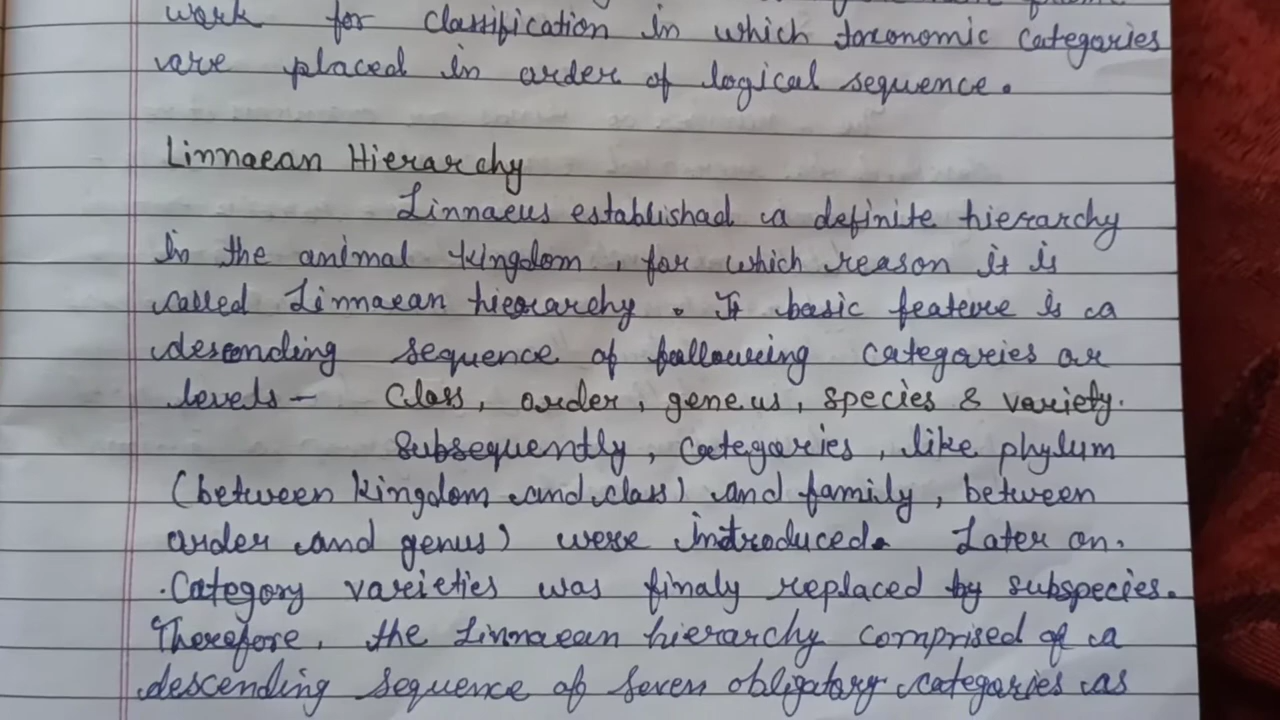 work for classification in which taxonomic categories
are placed in order of logical sequence.
Linnaean Hierarchy
Linnaeus established a definite hierarchy
in the animal kingdom, for which reason it is
called Linnaean hierarchy. It basic feature is a
descending sequence of following categories or
levels - Class, order, geneus, species & variety.
Subsequently, Categories, like phylum
(between kingdom and class) and family, between
order and genus) were introduced. Later on,
Category varieties was finaly replaced by subspecies.
Therefore, the Linnaean hierarchy comprised of a
descending sequence of seven obligatory categories as